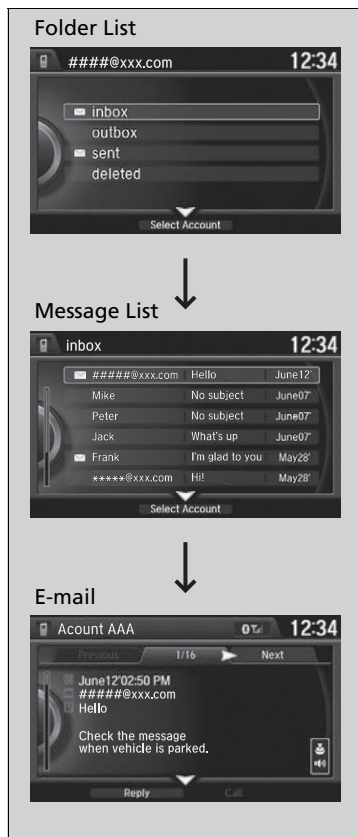 Folder List
####@xxx.com 12:34
inbox
outbox
sent
deleted
Select Account
Message List
inbox 12:34
#####@xxx.com Hello June12'
Mike No subject June07'
Peter No subject June07'
Jack What's up June07'
Frank I'm glad to you May28'
*****@xxx.com Hi! May28'
Select Account
E-mail
Acount AAA 12:34
Previous 1/16 Next
June12'02:50 PM
#####@xxx.com
Hello
Check the message
when vehicle is parked.
Reply Call